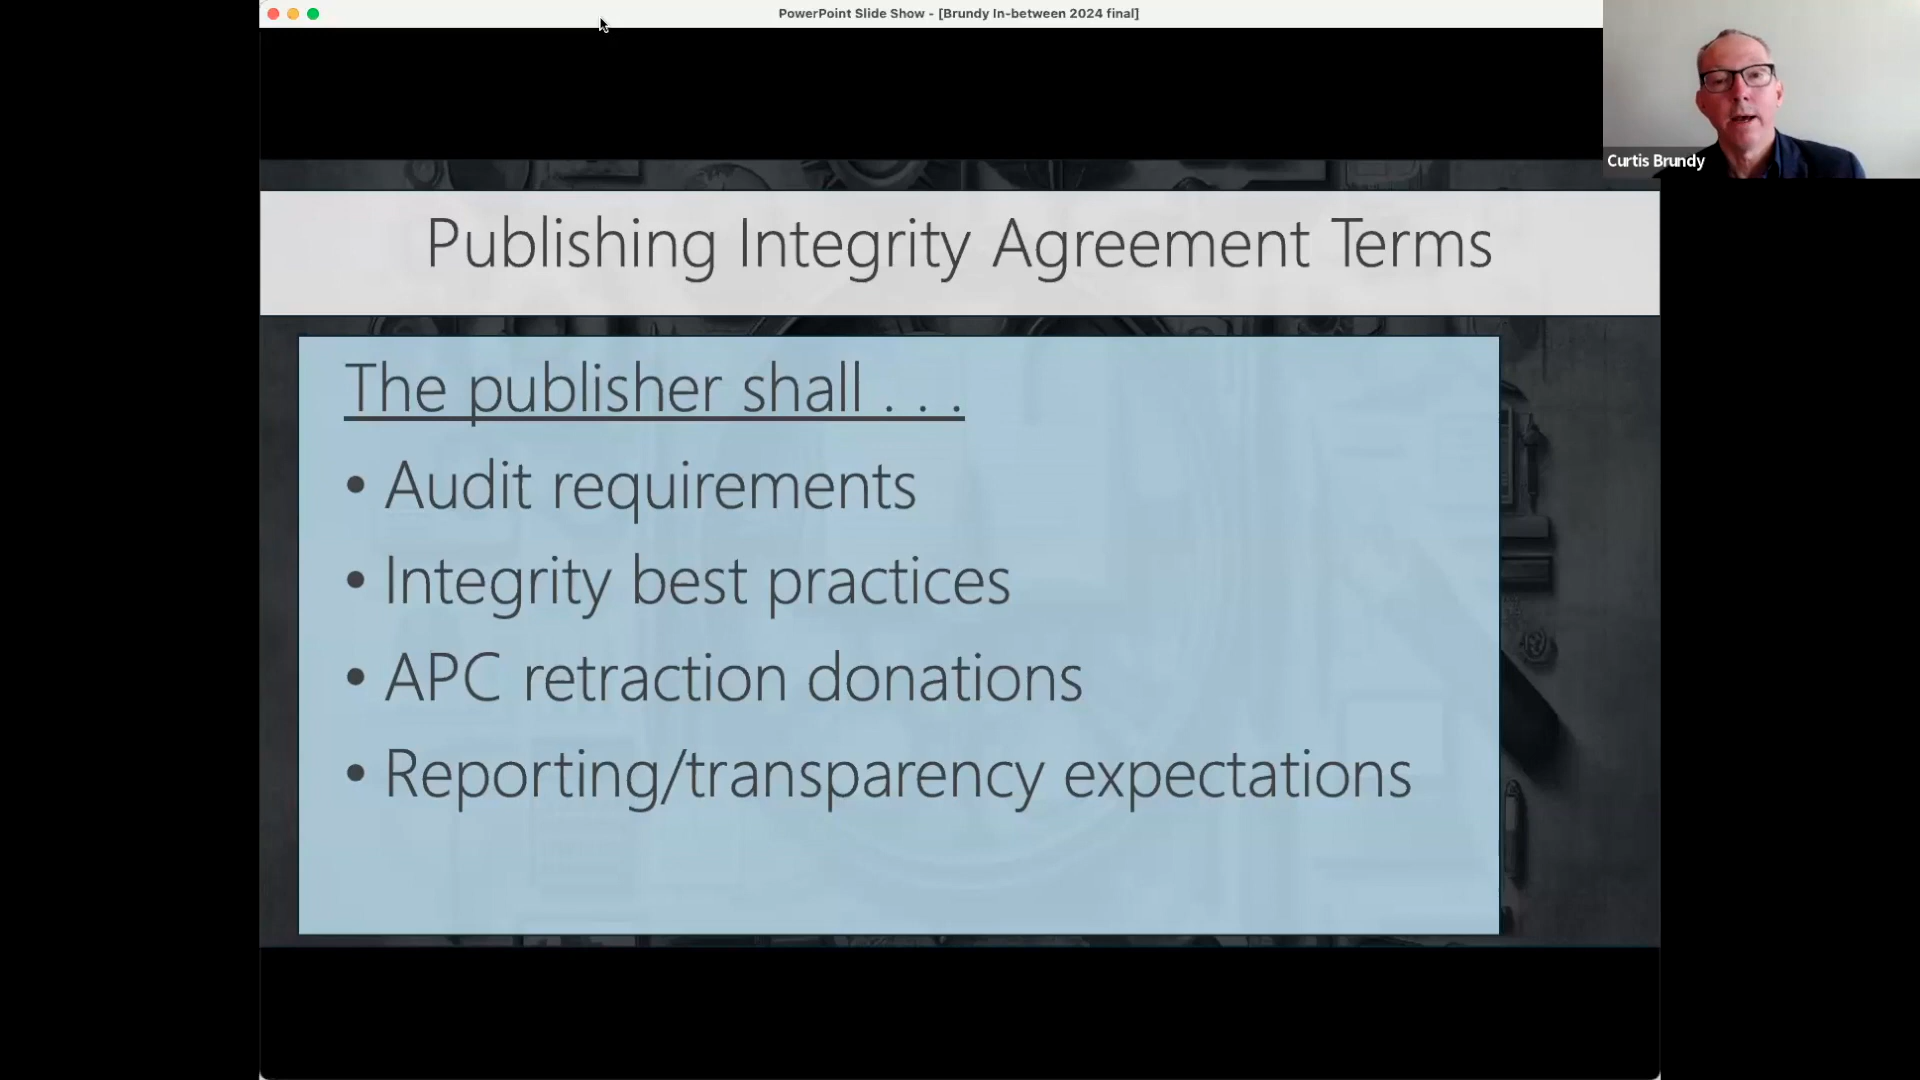 PowerPoint Slide Show - [Brundy In-between 2024 final]
Curtis Brundy
Publishing Integrity Agreement Terms
The publisher shall . . .
• Audit requirements
• Integrity best practices
• APC retraction donations
• Reporting/transparency expectations